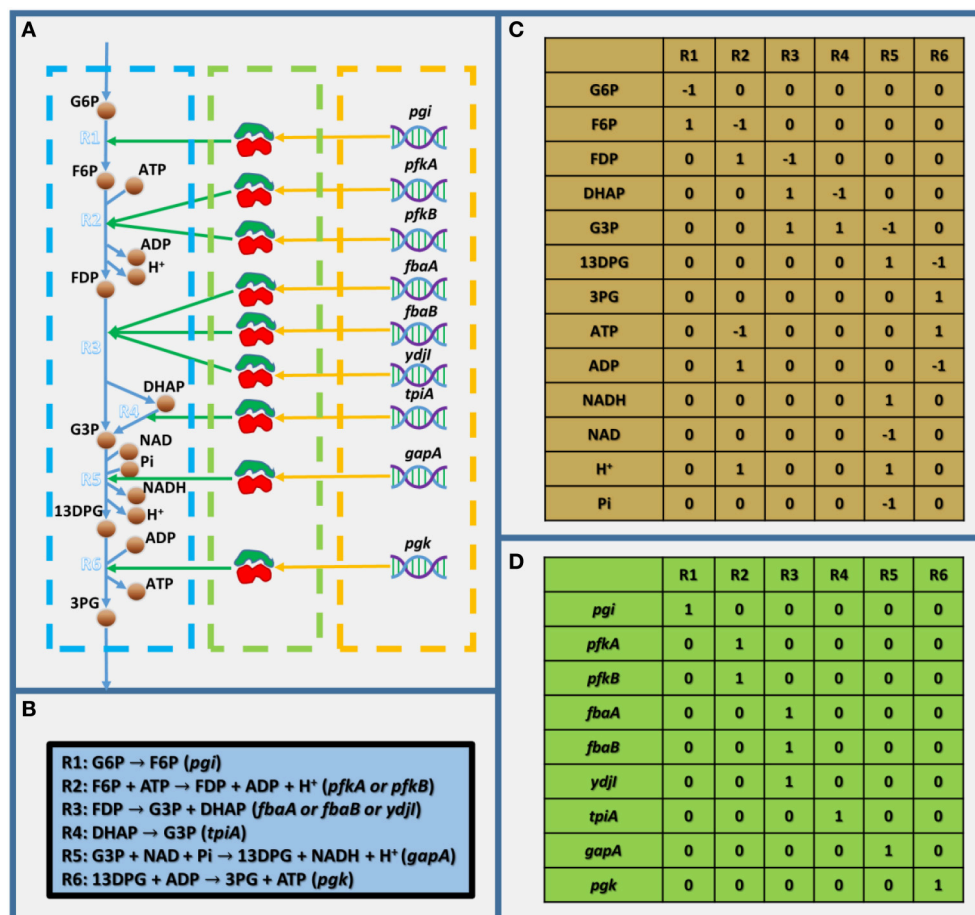 A
G6P
pgi
R1
F6P
ATP
pfkA
R2
pfkB
ADP
H⁺
FDP
fbaA
fbaB
R3
ydjI
DHAP
tpiA
R4
G3P
NAD
Pi
gapA
R5
NADH
13DPG
H⁺
ADP
pgk
R6
ATP
3PG
B
R1: G6P → F6P (pgi)
R2: F6P + ATP → FDP + ADP + H⁺ (pfkA or pfkB)
R3: FDP → G3P + DHAP (fbaA or fbaB or ydjI)
R4: DHAP → G3P (tpiA)
R5: G3P + NAD + Pi → 13DPG + NADH + H⁺ (gapA)
R6: 13DPG + ADP → 3PG + ATP (pgk)
C
R1 R2 R3 R4 R5 R6
G6P -1 0 0 0 0 0
F6P 1 -1 0 0 0 0
FDP 0 1 -1 0 0 0
DHAP 0 0 1 -1 0 0
G3P 0 0 1 1 -1 0
13DPG 0 0 0 0 1 -1
3PG 0 0 0 0 0 1
ATP 0 -1 0 0 0 1
ADP 0 1 0 0 0 -1
NADH 0 0 0 0 1 0
NAD 0 0 0 0 -1 0
H⁺ 0 1 0 0 1 0
Pi 0 0 0 0 -1 0
D
R1 R2 R3 R4 R5 R6
pgi 1 0 0 0 0 0
pfkA 0 1 0 0 0 0
pfkB 0 1 0 0 0 0
fbaA 0 0 1 0 0 0
fbaB 0 0 1 0 0 0
ydjI 0 0 1 0 0 0
tpiA 0 0 0 1 0 0
gapA 0 0 0 0 1 0
pgk 0 0 0 0 0 1